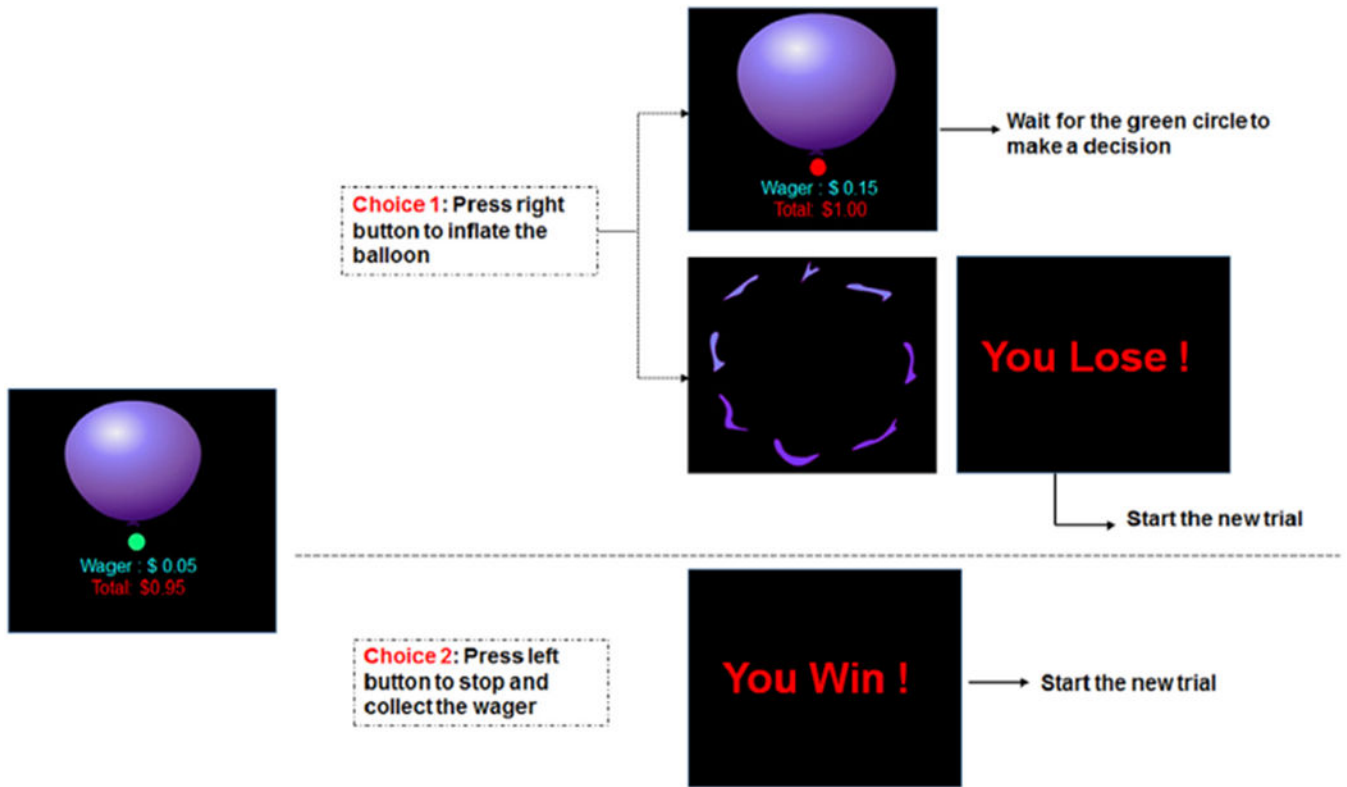 Wager : $ 0.05
Total: $0.95
Choice 1: Press right
button to inflate the
balloon
Wager : $ 0.15
Total: $1.00
Wait for the green circle to
make a decision
You Lose !
Start the new trial
Choice 2: Press left
button to stop and
collect the wager
You Win !
Start the new trial